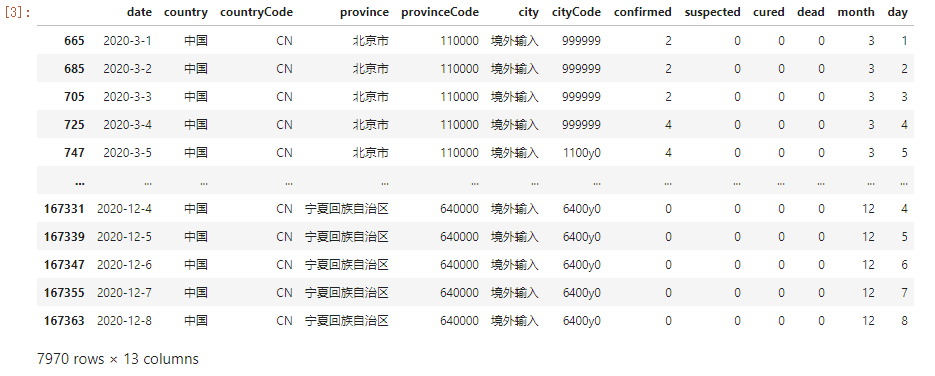 [3]:
date country countryCode province provinceCode city cityCode confirmed suspected cured dead month day
665 2020-3-1 中国 CN 北京市 110000 境外输入 999999 2 0 0 0 3 1
685 2020-3-2 中国 CN 北京市 110000 境外输入 999999 2 0 0 0 3 2
705 2020-3-3 中国 CN 北京市 110000 境外输入 999999 2 0 0 0 3 3
725 2020-3-4 中国 CN 北京市 110000 境外输入 999999 4 0 0 0 3 4
747 2020-3-5 中国 CN 北京市 110000 境外输入 1100y0 4 0 0 0 3 5
... ... ... ... ... ... ... ... ... ... ... ... ... ...
167331 2020-12-4 中国 CN 宁夏回族自治区 640000 境外输入 6400y0 0 0 0 0 12 4
167339 2020-12-5 中国 CN 宁夏回族自治区 640000 境外输入 6400y0 0 0 0 0 12 5
167347 2020-12-6 中国 CN 宁夏回族自治区 640000 境外输入 6400y0 0 0 0 0 12 6
167355 2020-12-7 中国 CN 宁夏回族自治区 640000 境外输入 6400y0 0 0 0 0 12 7
167363 2020-12-8 中国 CN 宁夏回族自治区 640000 境外输入 6400y0 0 0 0 0 12 8
7970 rows × 13 columns